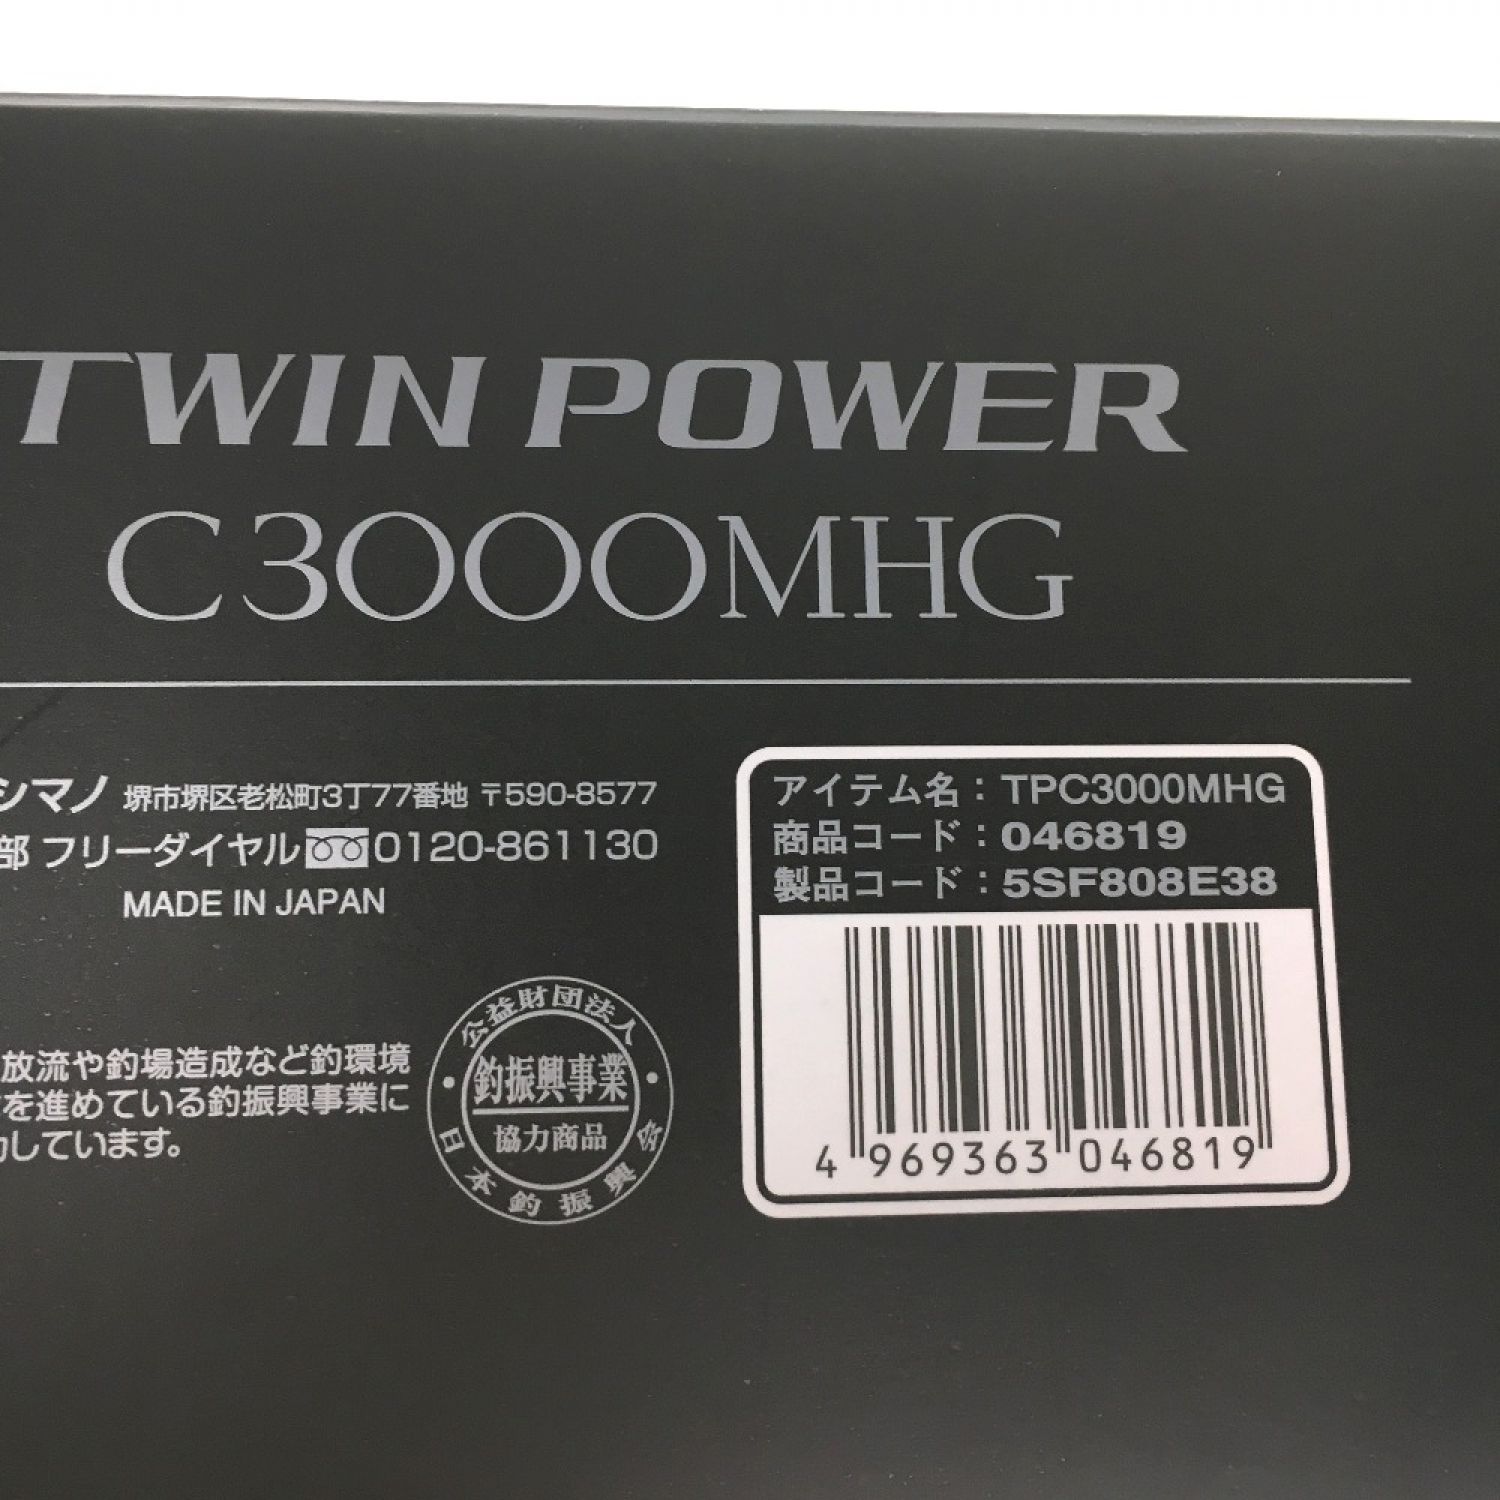 TWIN POWER
C3000MHG
シマノ 堺市堺区老松町3丁77番地 〒590-8577
部 フリーダイヤル 0120-861130
MADE IN JAPAN
放流や釣場造成など釣環境
を進めている釣振興事業に
しています。
公益財団法人
釣振興事業
協力商品
日本釣振興会
アイテム名：TPC3000MHG
商品コード：046819
製品コード：5SF808E38
4 969363 046819